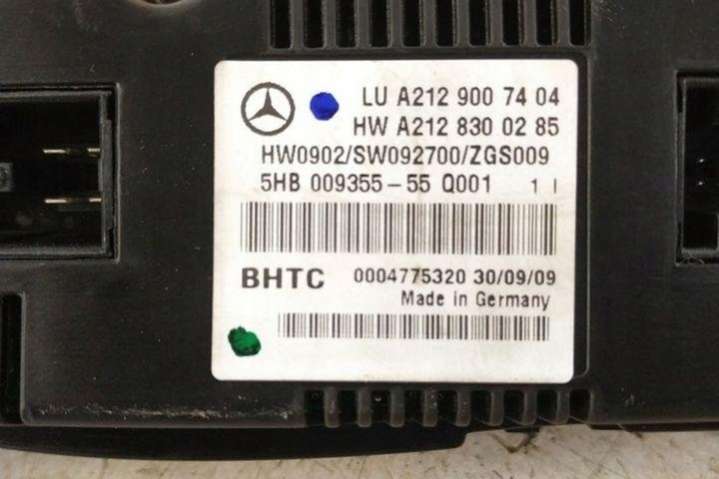 LU A212 900 74 04
HW A212 830 02 85
HW0902/SW092700/ZGS009
5HB 009355-55 Q001 1 I
BHTC 0004775320 30/09/09
Made in Germany